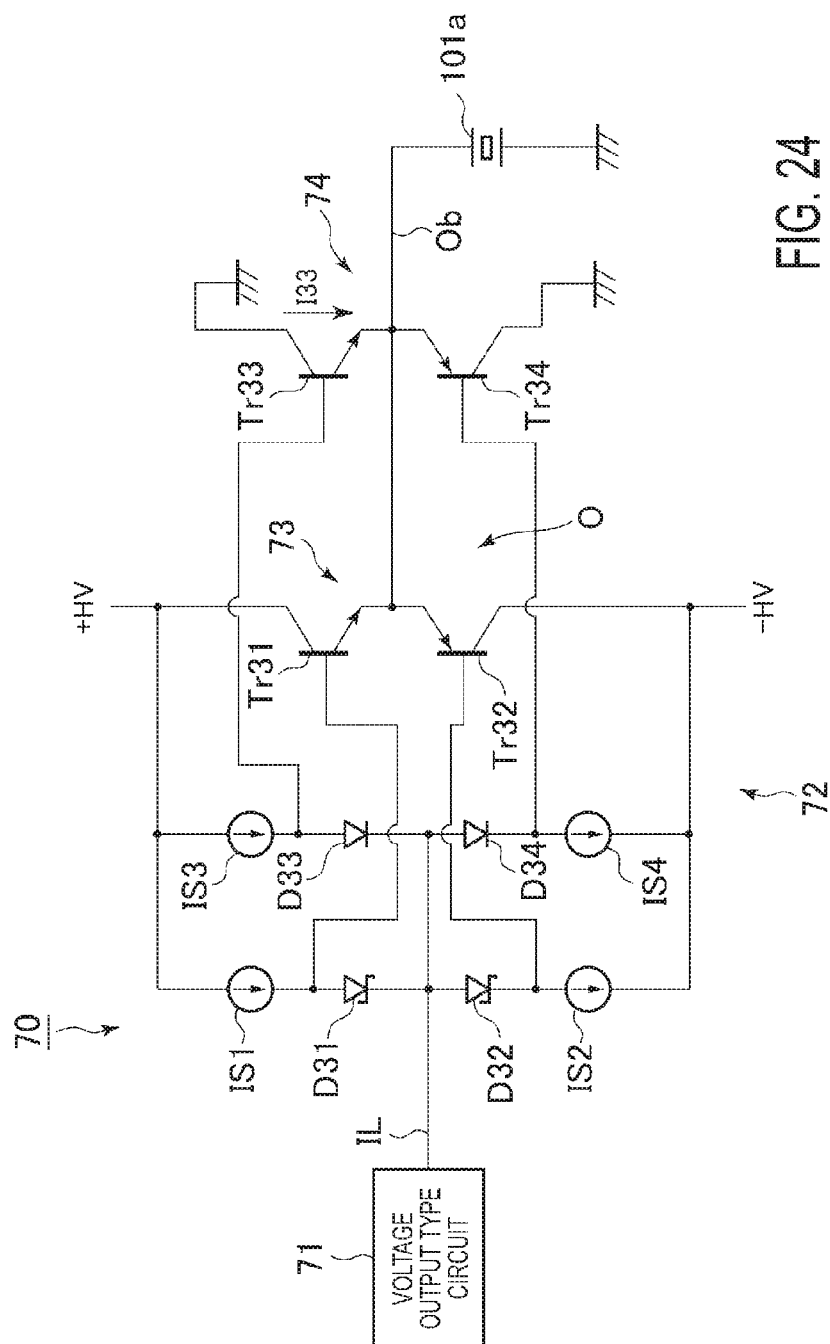 70
71
VOLTAGE
OUTPUT TYPE
CIRCUIT
IL
IS1
D31
D32
IS2
IS3
D33
D34
IS4
72
+HV
Tr31
73
Tr32
O
-HV
Tr33
I33
74
Ob
Tr34
101a
FIG. 24